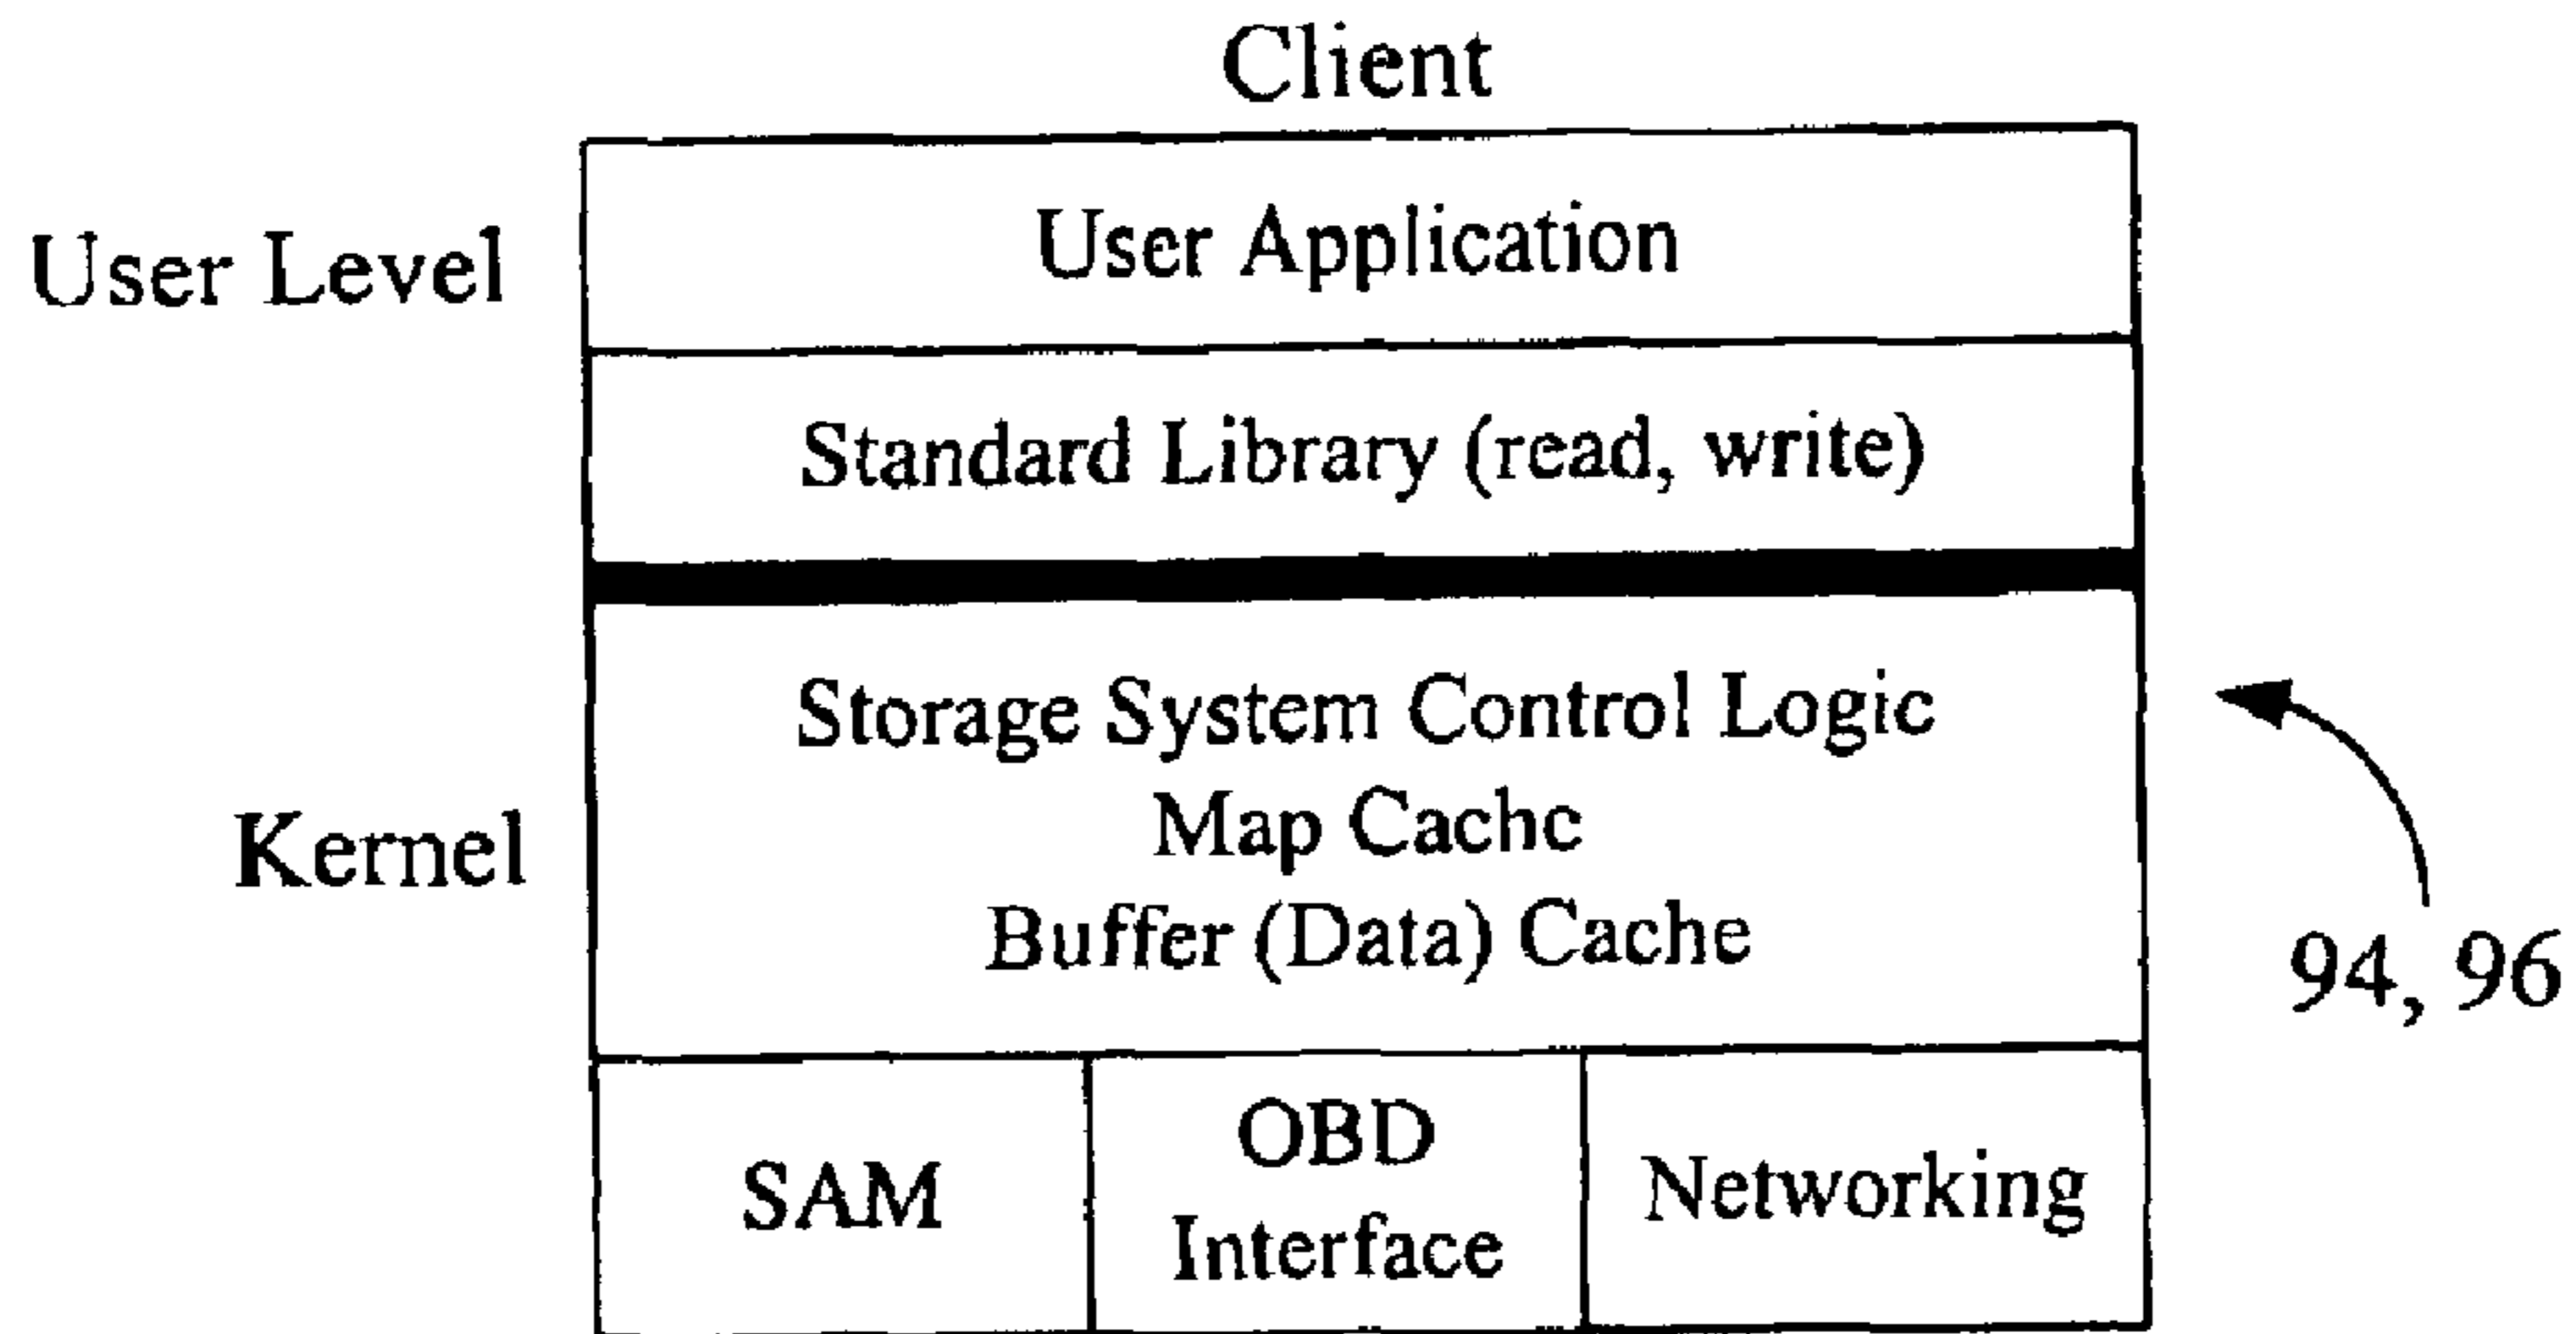 Client
User Level
User Application
Standard Library (read, write)
Kernel
Storage System Control Logic
Map Cache
Buffer (Data) Cache
94, 96
SAM
OBD
Interface
Networking